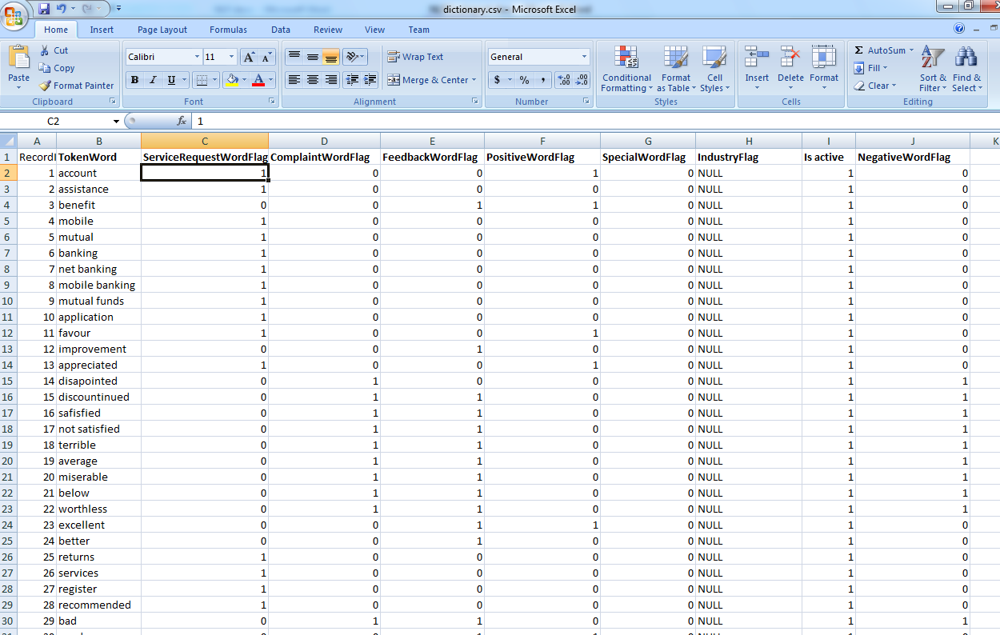 dictionary.csv - Microsoft Excel
Home Insert Page Layout Formulas Data Review View Team
Paste Cut Copy Format Painter Clipboard
Calibri 11 A A B I U A Font
Wrap Text Merge & Center Alignment
General $ % , .0 .00 .00 .0 Number
Conditional Formatting Format as Table Cell Styles Styles
Insert Delete Format Cells
Σ AutoSum Fill Clear Sort & Filter Find & Select Editing
C2 fx 1
A B C D E F G H I J K
1 RecordI TokenWord ServiceRequestWordFlag ComplaintWordFlag FeedbackWordFlag PositiveWordFlag SpecialWordFlag IndustryFlag Is active NegativeWordFlag
2 1 account 1 0 0 1 0 NULL 1 0
3 2 assistance 1 0 0 0 0 NULL 1 0
4 3 benefit 0 0 1 1 0 NULL 1 0
5 4 mobile 1 0 0 0 0 NULL 1 0
6 5 mutual 1 0 0 0 0 NULL 1 0
7 6 banking 1 0 0 0 0 NULL 1 0
8 7 net banking 1 0 0 0 0 NULL 1 0
9 8 mobile banking 1 0 0 0 0 NULL 1 0
10 9 mutual funds 1 0 0 0 0 NULL 1 0
11 10 application 1 0 0 0 0 NULL 1 0
12 11 favour 1 0 0 1 0 NULL 1 0
13 12 improvement 0 0 1 0 0 NULL 1 0
14 13 appreciated 1 0 0 1 0 NULL 1 0
15 14 disapointed 0 1 0 0 0 NULL 1 1
16 15 discountinued 0 1 1 0 0 NULL 1 1
17 16 safisfied 0 1 1 0 0 NULL 1 1
18 17 not satisfied 0 1 1 0 0 NULL 1 1
19 18 terrible 0 1 1 0 0 NULL 1 1
20 19 average 0 1 1 0 0 NULL 1 1
21 20 miserable 0 1 1 0 0 NULL 1 1
22 21 below 0 1 1 0 0 NULL 1 1
23 22 worthless 0 1 1 0 0 NULL 1 1
24 23 excellent 0 0 1 1 0 NULL 1 0
25 24 better 0 0 1 0 0 NULL 1 0
26 25 returns 1 0 0 0 0 NULL 1 0
27 26 services 1 0 0 0 0 NULL 1 0
28 27 register 1 0 0 0 0 NULL 1 0
29 28 recommended 1 0 0 0 0 NULL 1 0
30 29 bad 0 1 1 0 0 NULL 1 1